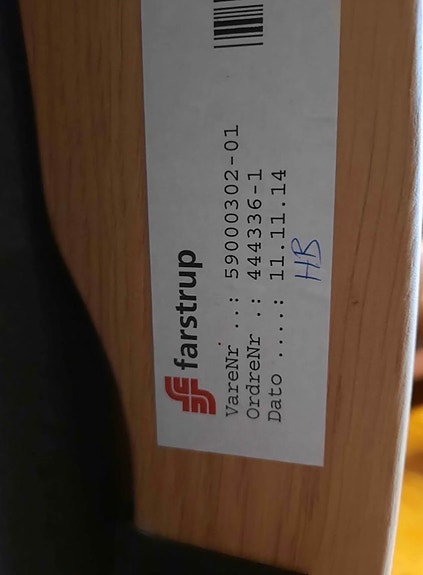 farstrup
VareNr ..: 59000302-01
OrdreNr .: 444336-1
Dato ....: 11.11.14
HB